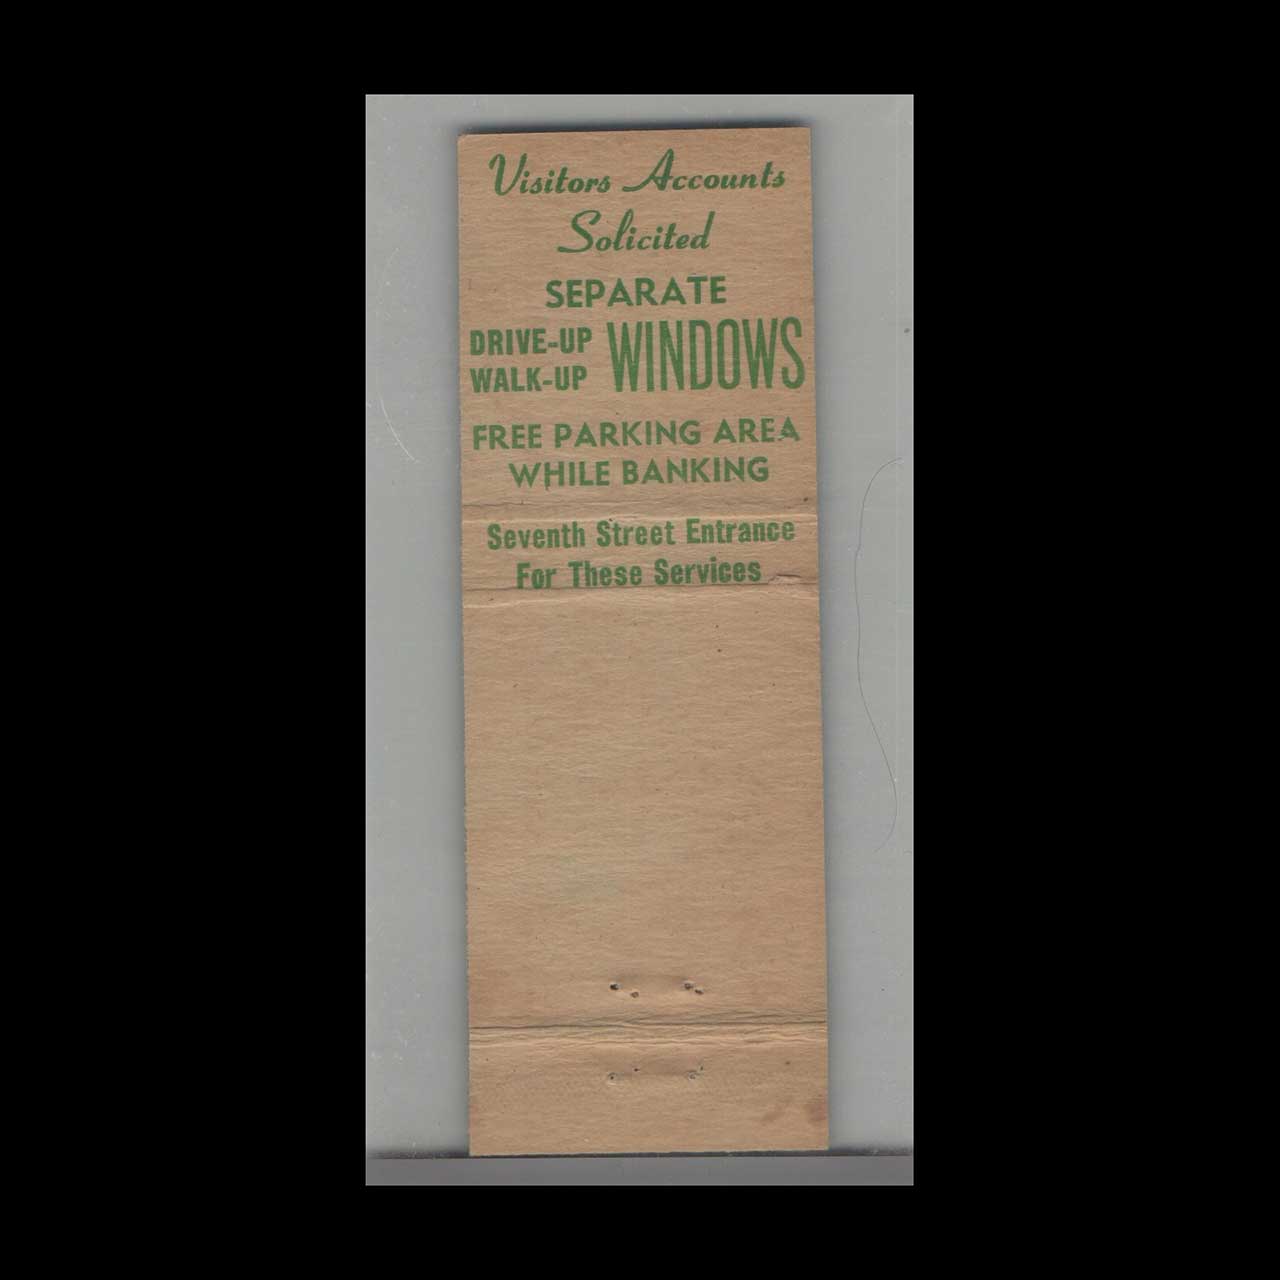 Visitors Accounts
Solicited
SEPARATE
DRIVE-UP
WALK-UP WINDOWS
FREE PARKING AREA
WHILE BANKING
Seventh Street Entrance
For These Services